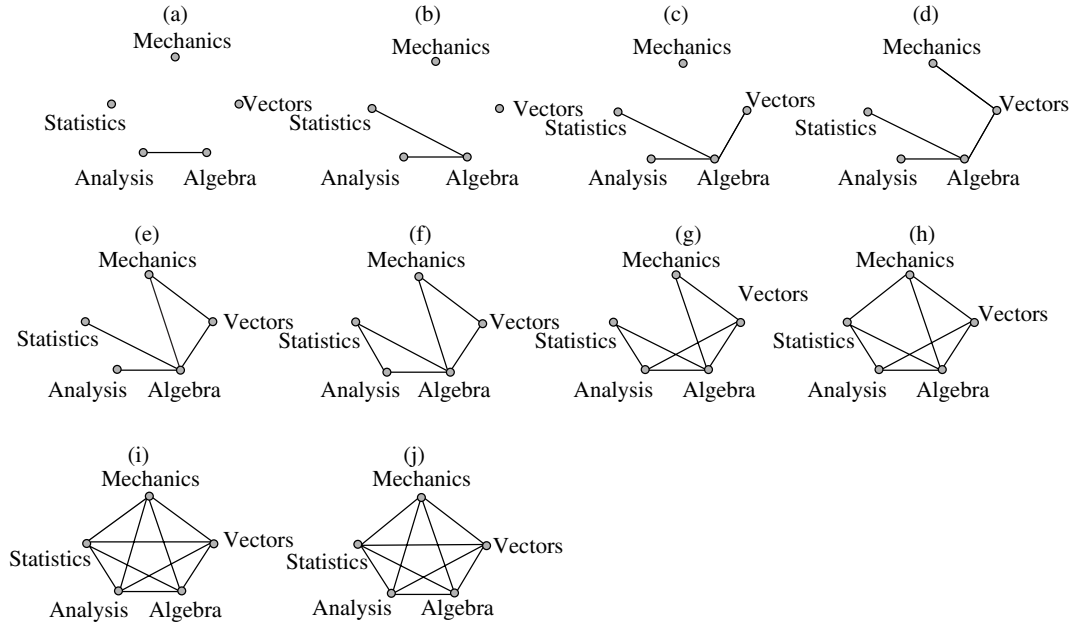 (a) (b) (c) (d)
Mechanics Mechanics Mechanics Mechanics
Vectors Vectors Vectors Vectors
Statistics Statistics Statistics Statistics
Analysis Algebra Analysis Algebra Analysis Algebra Analysis Algebra
(e) (f) (g) (h)
Mechanics Mechanics Mechanics Mechanics
Vectors Vectors Vectors Vectors
Statistics Statistics Statistics Statistics
Analysis Algebra Analysis Algebra Analysis Algebra Analysis Algebra
(i) (j)
Mechanics Mechanics
Statistics Vectors Statistics Vectors
Analysis Algebra Analysis Algebra